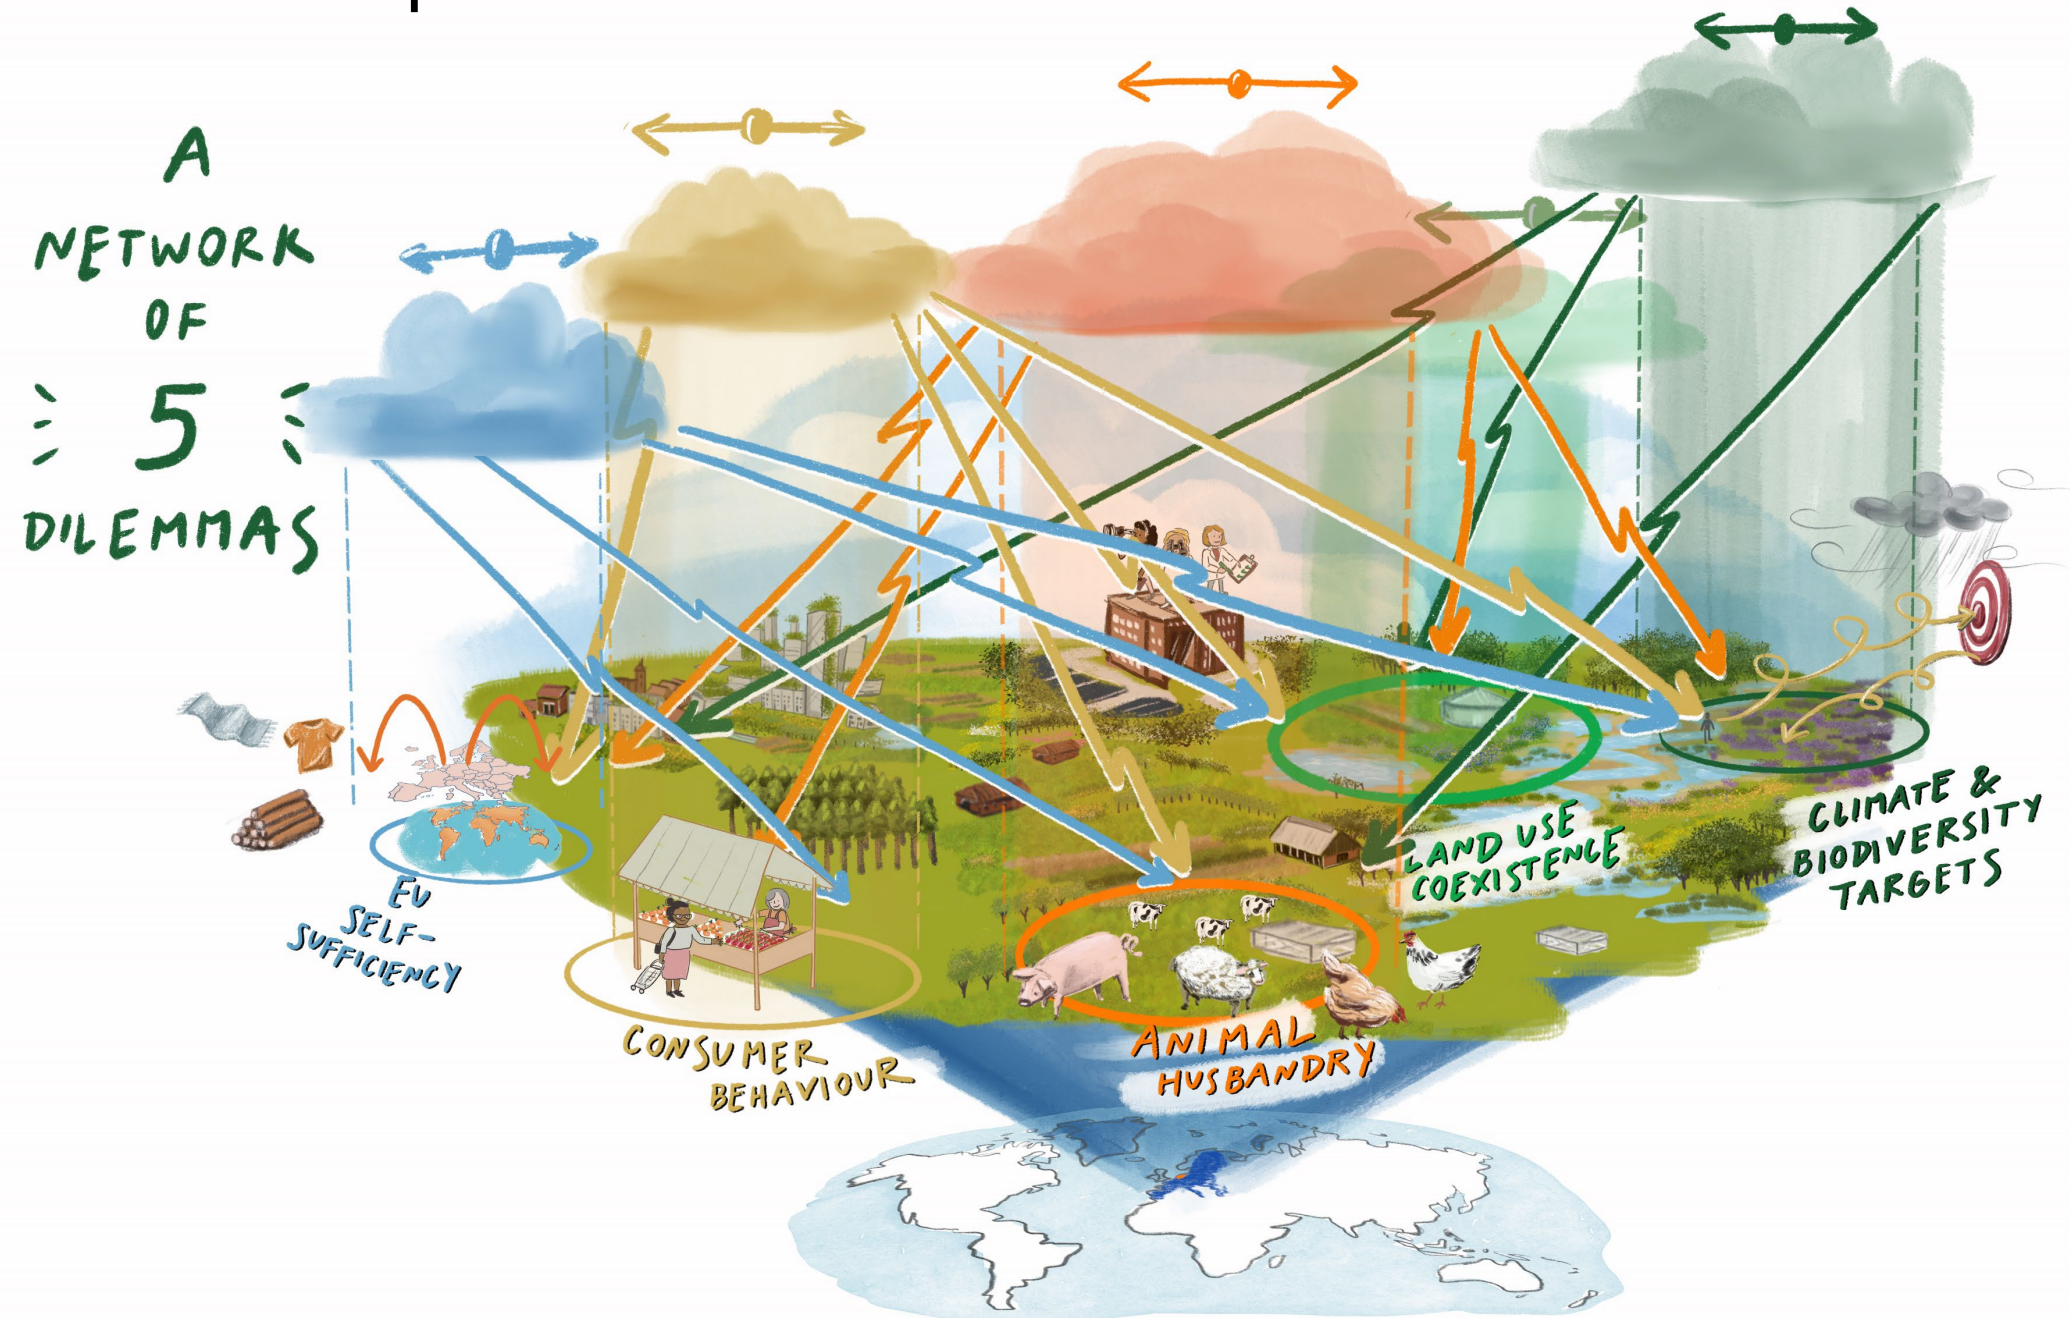 A
NETWORK
OF
5
DILEMMAS
EU
SELF-
SUFFICIENCY
CONSUMER
BEHAVIOUR
ANIMAL
HUSBANDRY
LAND USE
COEXISTENCE
CLIMATE &
BIODIVERSITY
TARGETS